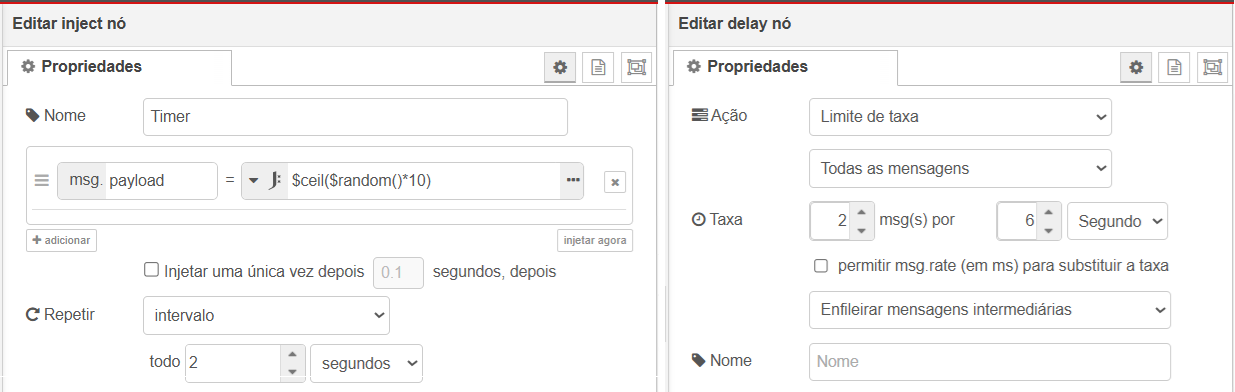 Editar inject nó
Propriedades
Nome
Timer
msg. payload = J: $ceil($random()*10) •••
adicionar
injetar agora
Injetar uma única vez depois 0.1 segundos, depois
Repetir
intervalo
todo 2 segundos
Editar delay nó
Propriedades
Ação
Limite de taxa
Todas as mensagens
Taxa
2 msg(s) por 6 Segundo
permitir msg.rate (em ms) para substituir a taxa
Enfileirar mensagens intermediárias
Nome
Nome